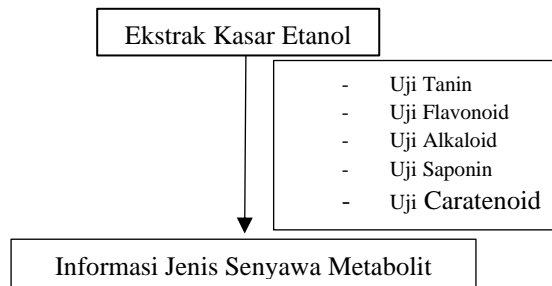 Ekstrak Kasar Etanol
- Uji Tanin
- Uji Flavonoid
- Uji Alkaloid
- Uji Saponin
- Uji Caratenoid
Informasi Jenis Senyawa Metabolit